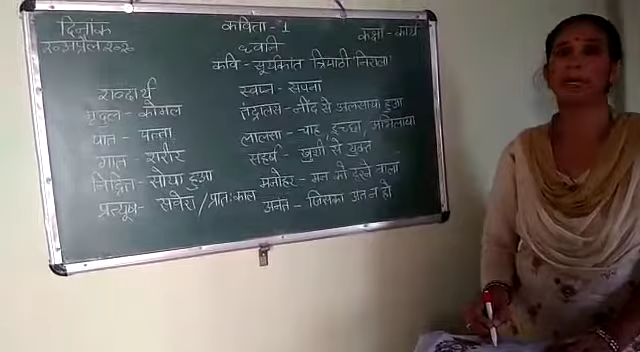 दिनांक
कविता - 1
कक्षा - कार्य
ध्वनि
कवि - सूर्यकांत त्रिपाठी 'निराला'
शब्दार्थ
मृदुल - कोमल
पात - पत्ता
गात - शरीर
निद्रित - सोया हुआ
प्रत्यूष - सवेरा / प्रातःकाल
स्वप्न - सपना
तंद्रालस - नींद से अलसाया हुआ
लालसा - चाह, इच्छा, अभिलाषा
सहर्ष - खुशी से युक्त
मनोहर - मन को हरने वाला
अनंत - जिसका अंत न हो